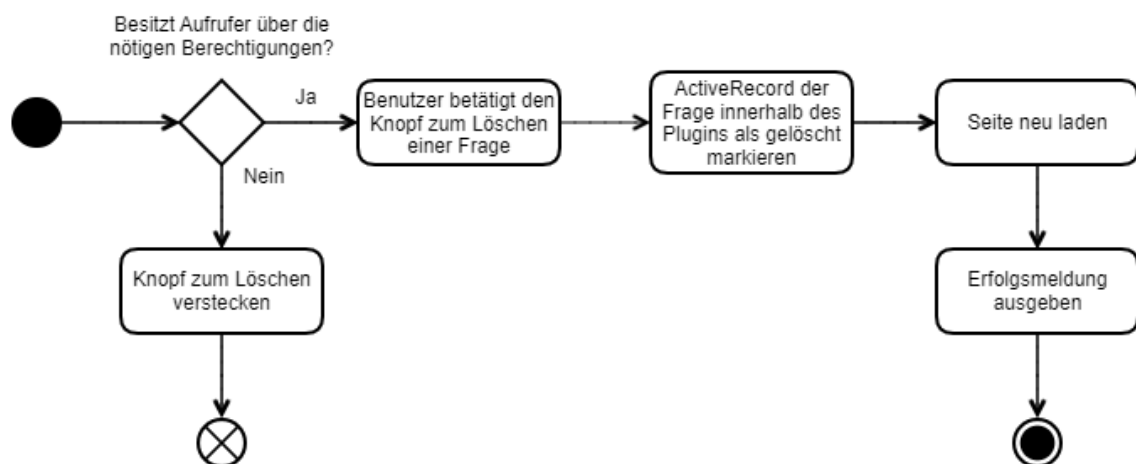 Besitzt Aufrufer über die
nötigen Berechtigungen?
Ja
Benutzer betätigt den
Knopf zum Löschen
einer Frage
ActiveRecord der
Frage innerhalb des
Plugins als gelöscht
markieren
Seite neu laden
Nein
Knopf zum Löschen
verstecken
Erfolgsmeldung
ausgeben